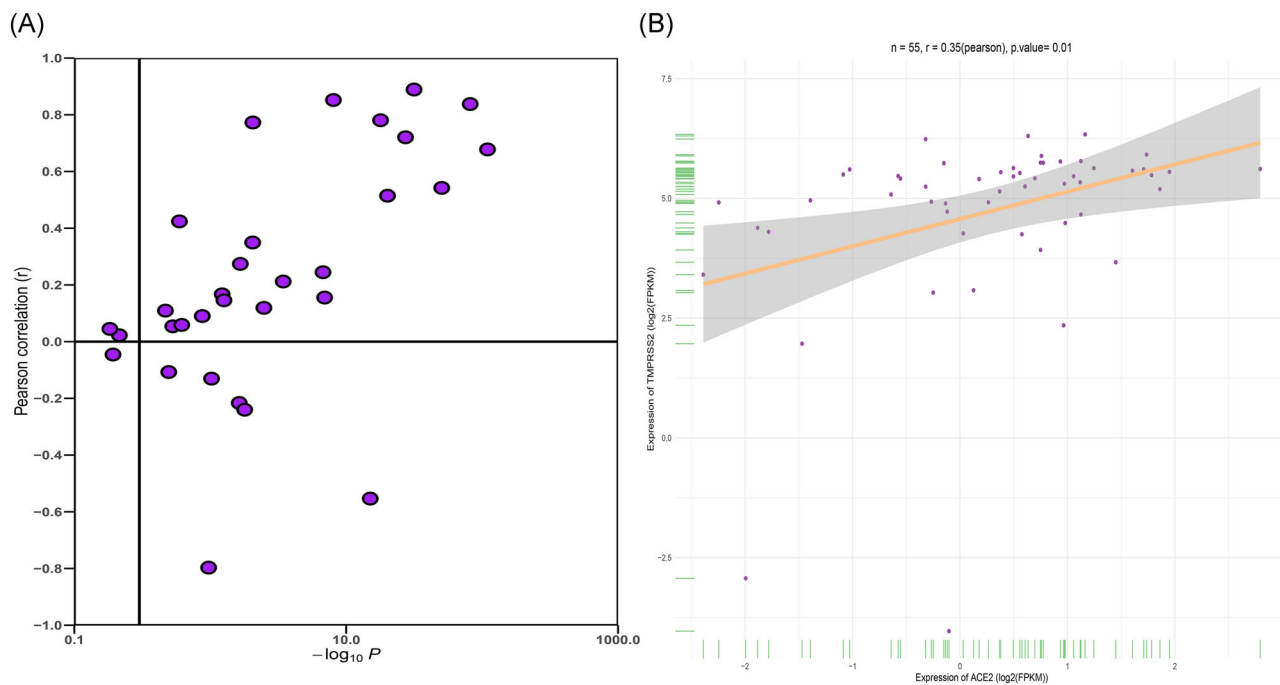 (A)
1.0
0.8
0.6
0.4
0.2
0.0
−0.2
−0.4
−0.6
−0.8
−1.0
Pearson correlation (r)
0.1 10.0 1000.0
−log10 P
(B)
n = 55, r = 0.35(pearson), p.value= 0.01
7.5
5.0
2.5
0.0
−2.5
Expression of TMPRSS2 (log2(FPKM))
−2 −1 0 1 2
Expression of ACE2 (log2(FPKM))